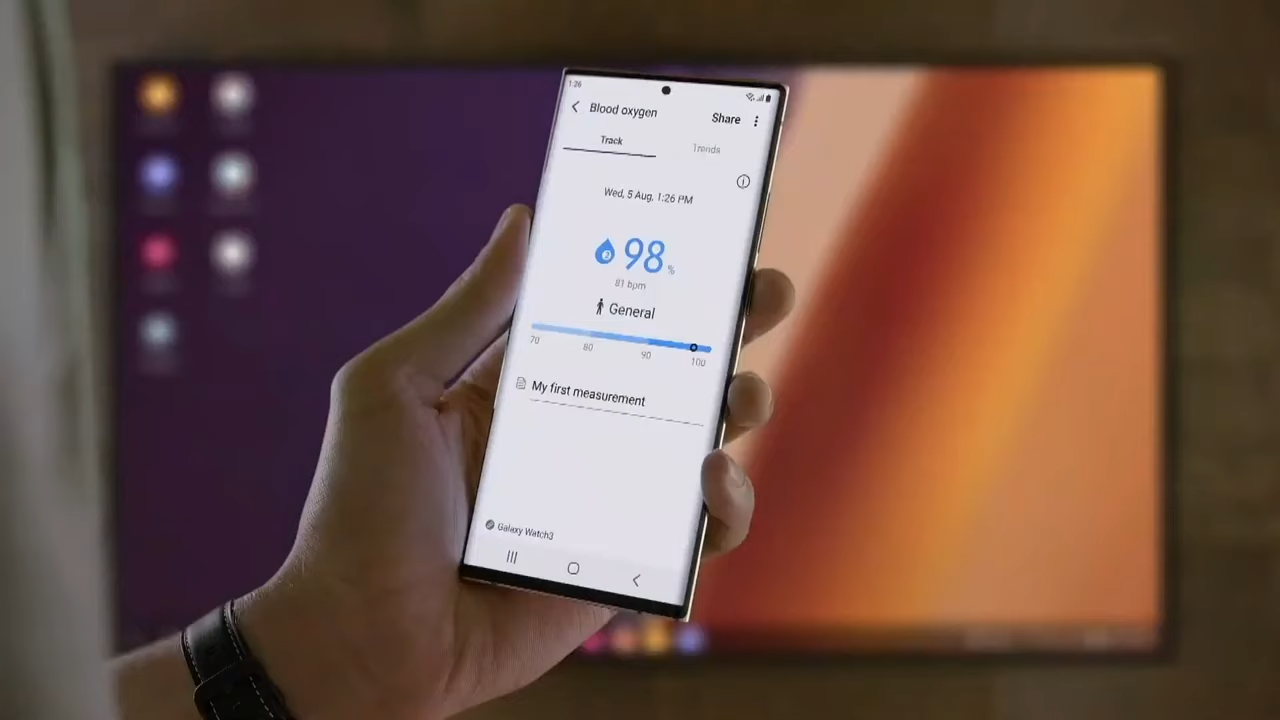 1:26
Blood oxygen
Share
Track
Trends
Wed, 5 Aug, 1:26 PM
98 %
81 bpm
General
70 80 90 100
My first measurement
Galaxy Watch3